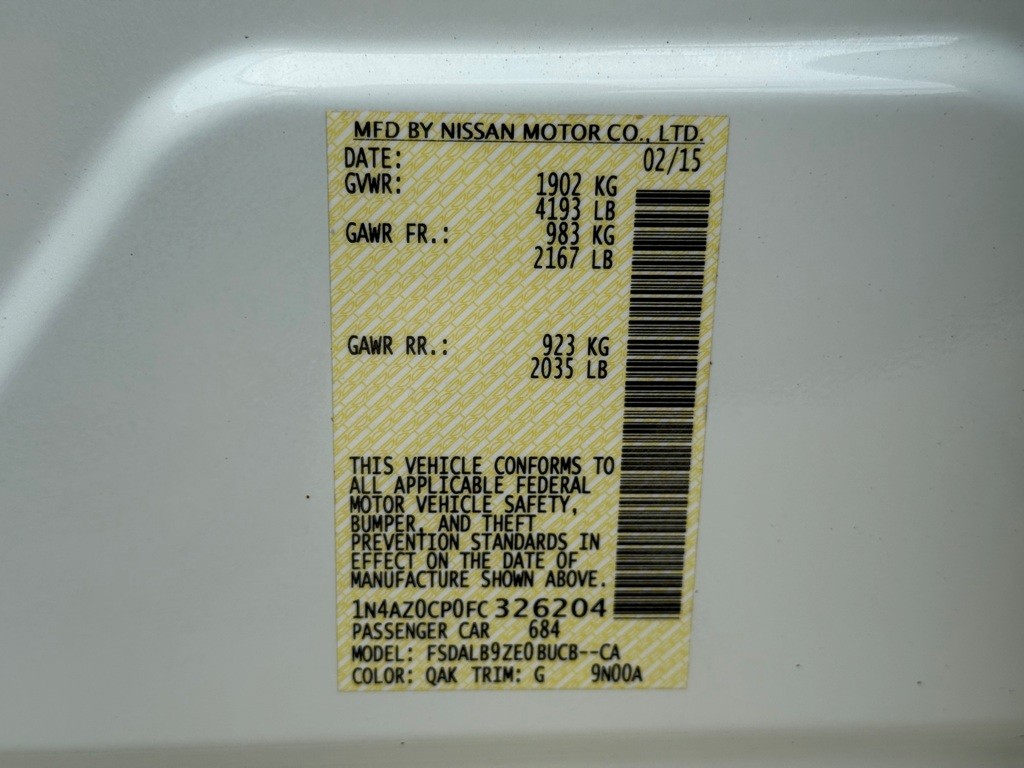 MFD BY NISSAN MOTOR CO., LTD.
DATE: 02/15
GVWR: 1902 KG
4193 LB
GAWR FR.: 983 KG
2167 LB
GAWR RR.: 923 KG
2035 LB
THIS VEHICLE CONFORMS TO
ALL APPLICABLE FEDERAL
MOTOR VEHICLE SAFETY,
BUMPER, AND THEFT
PREVENTION STANDARDS IN
EFFECT ON THE DATE OF
MANUFACTURE SHOWN ABOVE.
1N4AZ0CP0FC 326204
PASSENGER CAR 684
MODEL: FSDALB9ZE0BUCB--CA
COLOR: QAK TRIM: G 9N00A